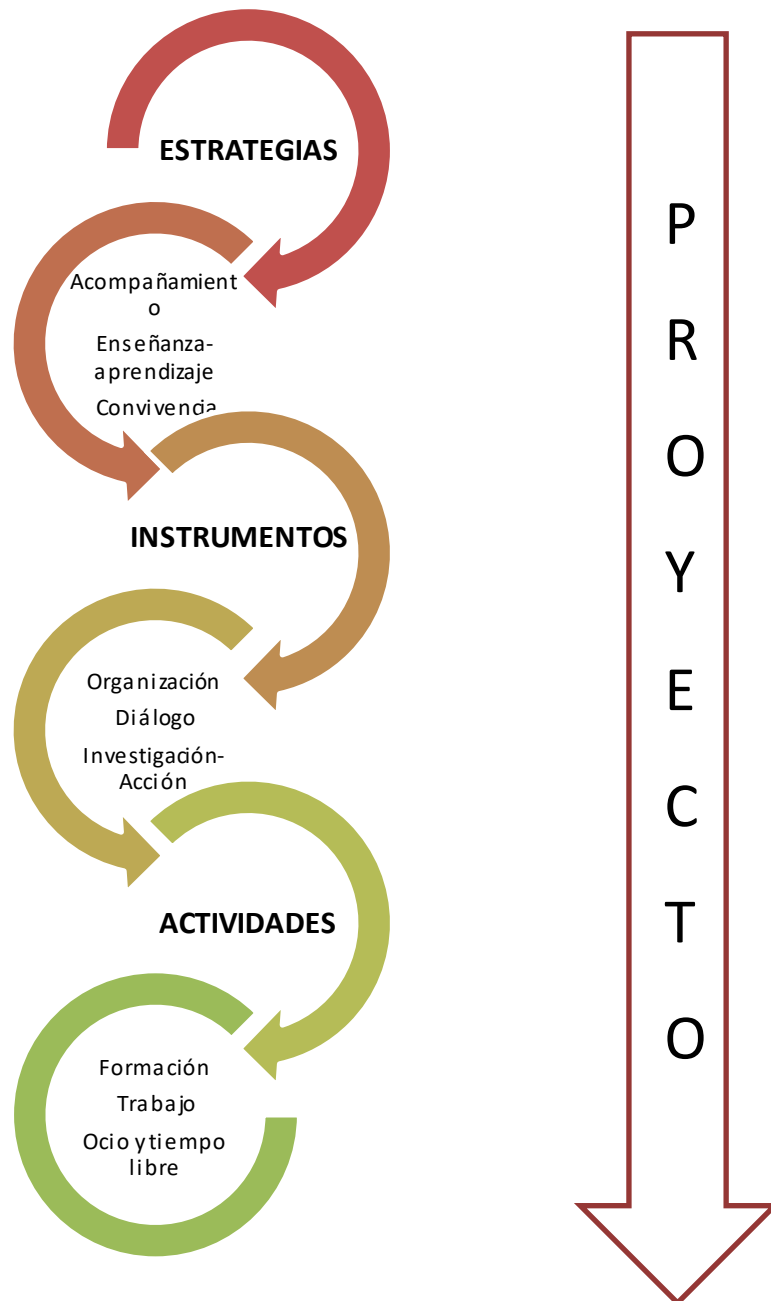 ESTRATEGIAS
Acompañamient
o
Enseñanza-
aprendizaje
Convivencia
INSTRUMENTOS
Organización
Diálogo
Investigación-
Acción
ACTIVIDADES
Formación
Trabajo
Ocio y tiempo
libre
P
R
O
Y
E
C
T
O